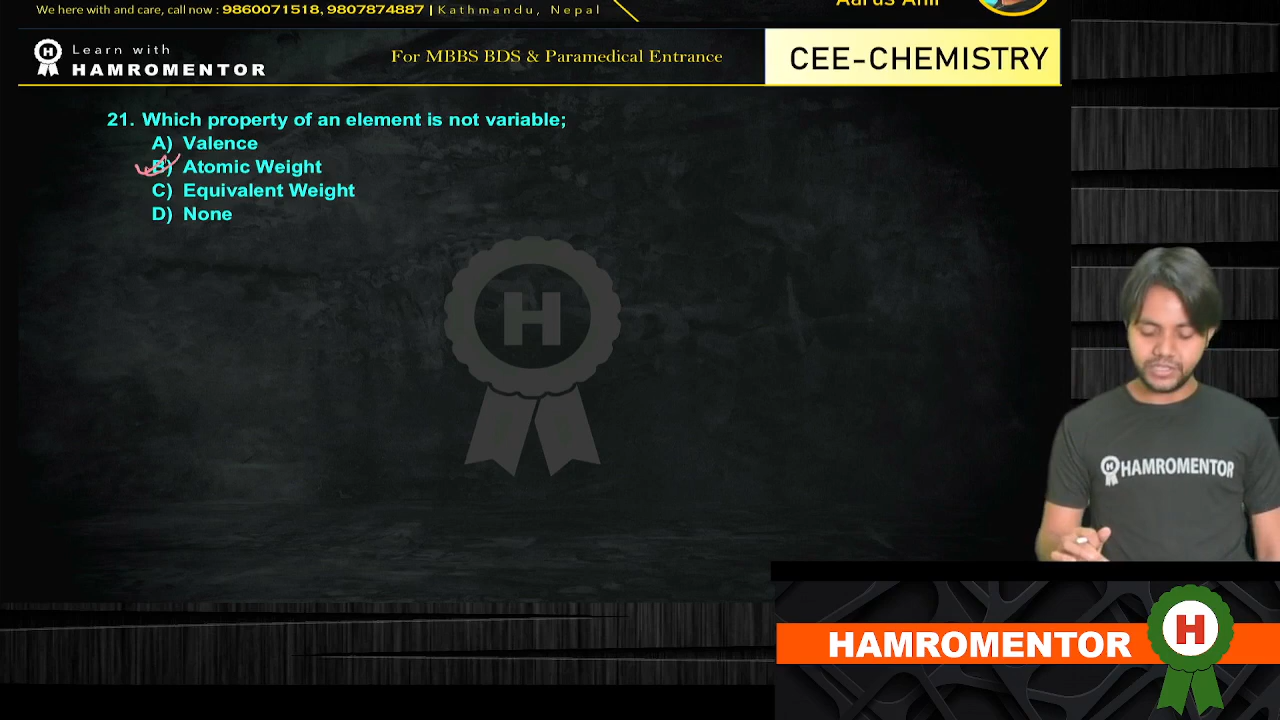 We here with and care, call now : 9860071518, 9807874887 | Kathmandu, Nepal
Learn with
HAMROMENTOR
For MBBS BDS & Paramedical Entrance
CEE-CHEMISTRY
21. Which property of an element is not variable;
A) Valence
B) Atomic Weight
C) Equivalent Weight
D) None
H
HAMROMENTOR
HAMROMENTOR
H